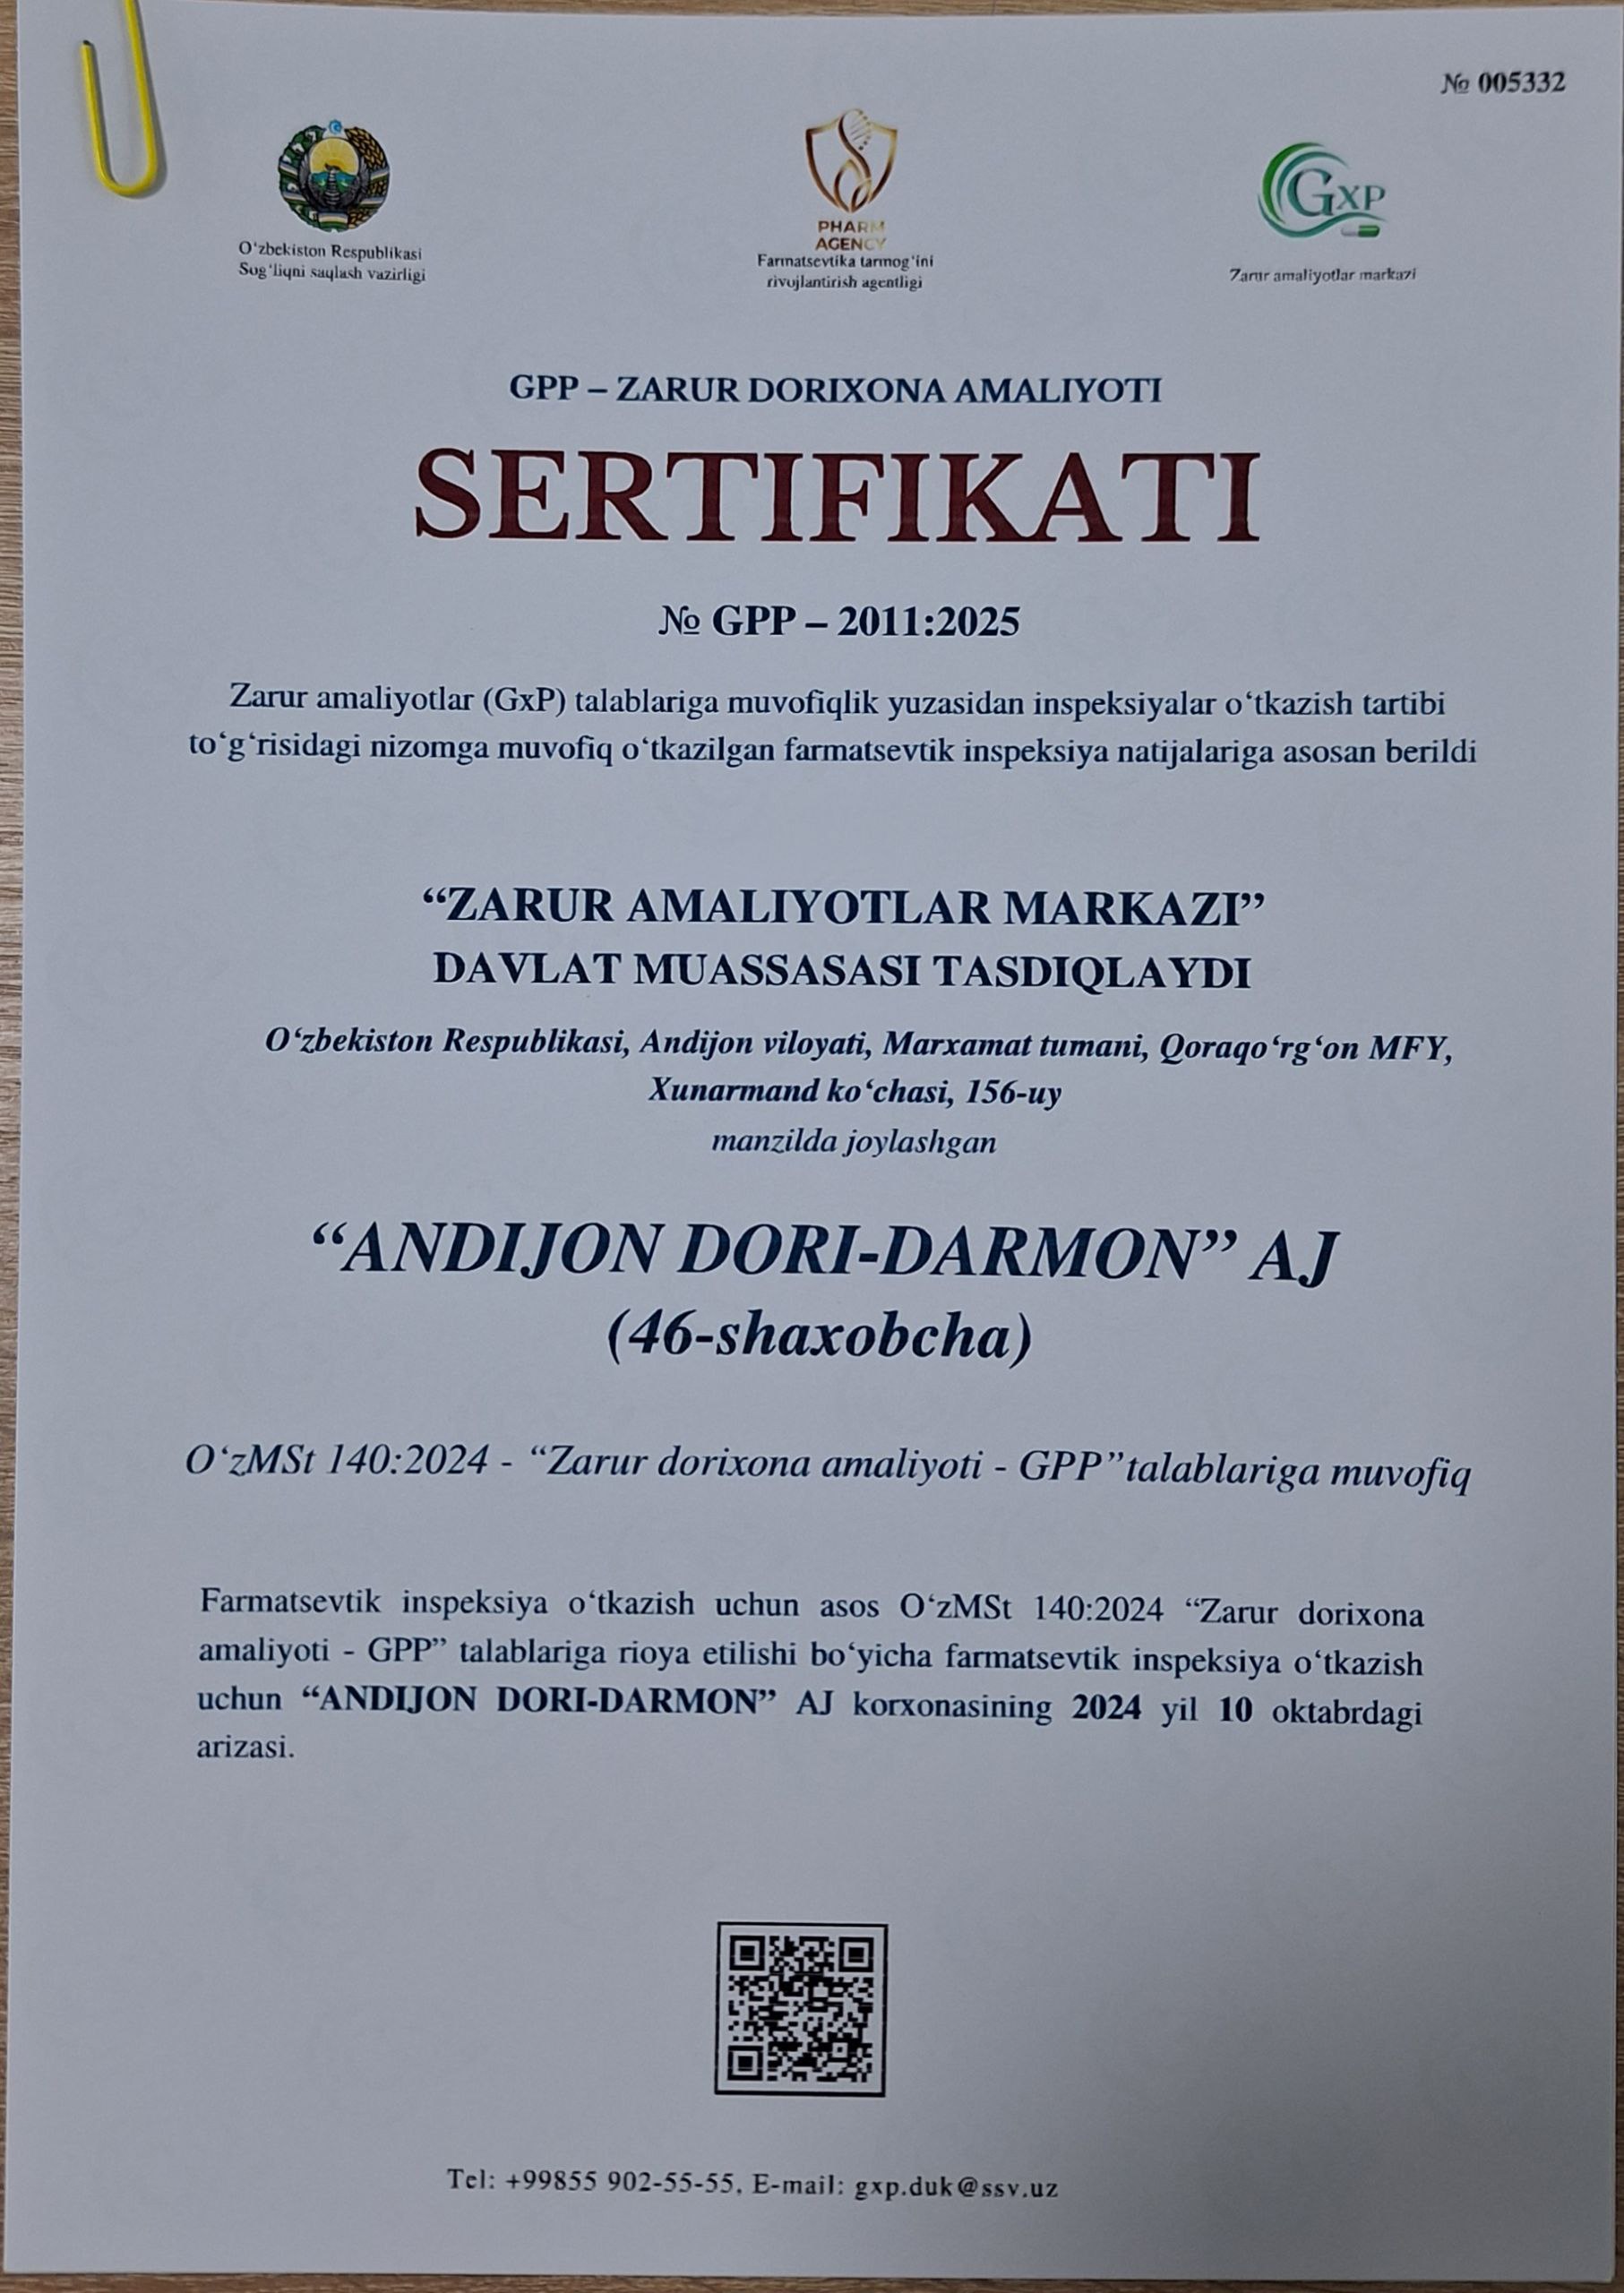 № 005332
O‘zbekiston Respublikasi
Sog‘liqni saqlash vazirligi
PHARM
AGENCY
Farmatsevtika tarmog‘ini
rivojlantirish agentligi
GXP
Zarur amaliyotlar markazi
GPP – ZARUR DORIXONA AMALIYOTI
SERTIFIKATI
№ GPP – 2011:2025
Zarur amaliyotlar (GxP) talablariga muvofiqlik yuzasidan inspeksiyalar o‘tkazish tartibi
to‘g‘risidagi nizomga muvofiq o‘tkazilgan farmatsevtik inspeksiya natijalariga asosan berildi
“ZARUR AMALIYOTLAR MARKAZI”
DAVLAT MUASSASASI TASDIQLAYDI
O‘zbekiston Respublikasi, Andijon viloyati, Marxamat tumani, Qoraqo‘rg‘on MFY,
Xunarmand ko‘chasi, 156-uy
manzilda joylashgan
“ANDIJON DORI-DARMON” AJ
(46-shaxobcha)
O‘zMSt 140:2024 - “Zarur dorixona amaliyoti - GPP”talablariga muvofiq
Farmatsevtik inspeksiya o‘tkazish uchun asos O‘zMSt 140:2024 “Zarur dorixona
amaliyoti - GPP” talablariga rioya etilishi bo‘yicha farmatsevtik inspeksiya o‘tkazish
uchun “ANDIJON DORI-DARMON” AJ korxonasining 2024 yil 10 oktabrdagi
arizasi.
Tel: +99855 902-55-55, E-mail: gxp.duk@ssv.uz